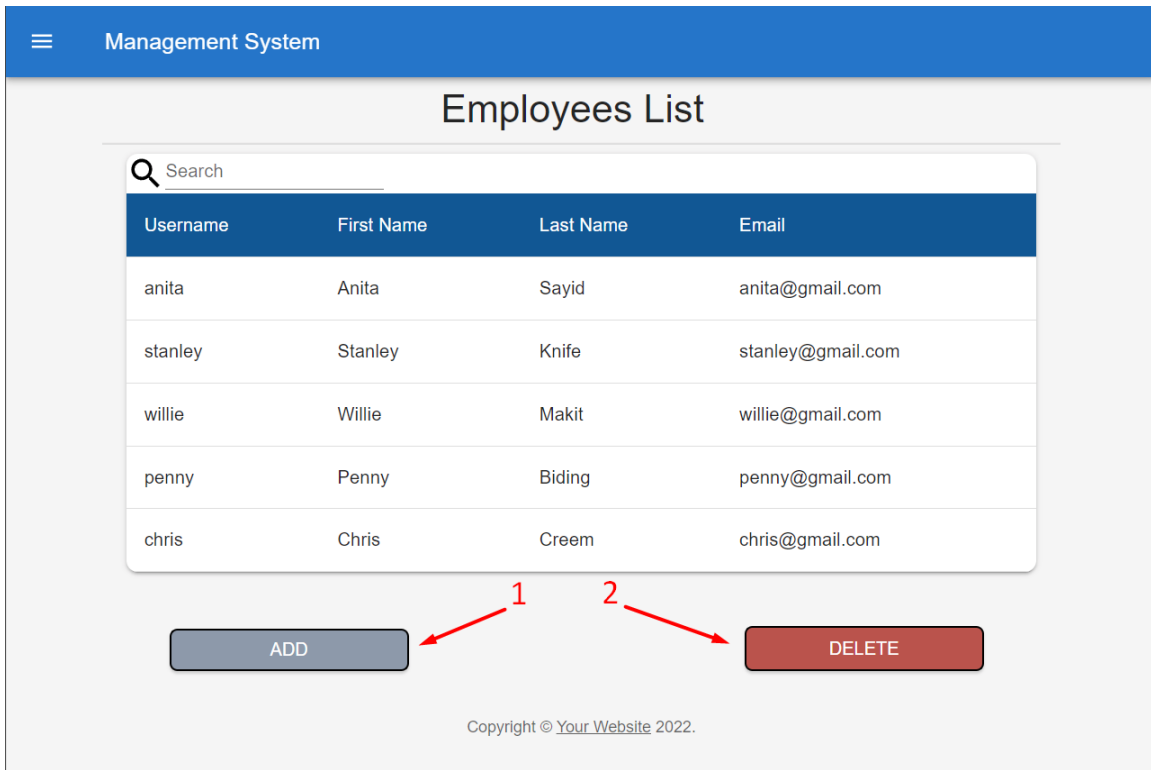 Management System
Employees List
Search
Username First Name Last Name Email
anita Anita Sayid anita@gmail.com
stanley Stanley Knife stanley@gmail.com
willie Willie Makit willie@gmail.com
penny Penny Biding penny@gmail.com
chris Chris Creem chris@gmail.com
1 2
ADD DELETE
Copyright © Your Website 2022.